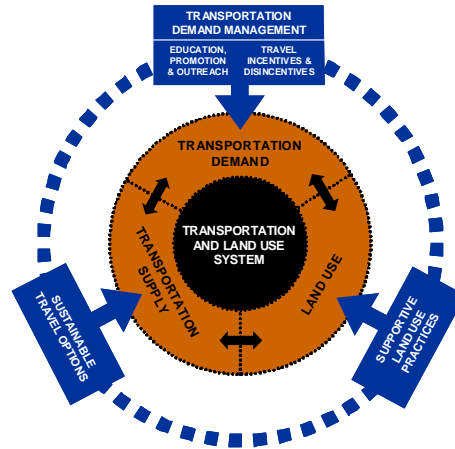 TRANSPORTATION
DEMAND MANAGEMENT
EDUCATION,
PROMOTION
& OUTREACH
TRAVEL
INCENTIVES &
DISINCENTIVES
TRANSPORTATION
DEMAND
TRANSPORTATION
AND LAND USE
SYSTEM
TRANSPORTATION
SUPPLY
LAND USE
SUSTAINABLE
TRAVEL OPTIONS
SUPPORTIVE
LAND USE
PRACTICES